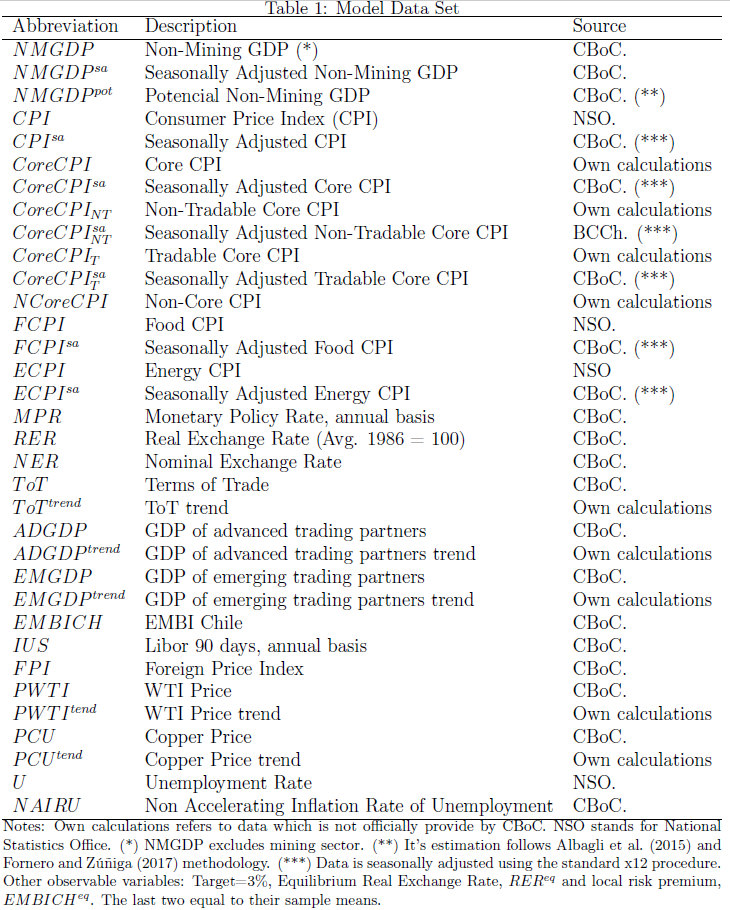 Table 1: Model Data Set
Abbreviation Description Source
NMGDP Non-Mining GDP (*) CBoC.
NMGDP^sa Seasonally Adjusted Non-Mining GDP CBoC.
NMGDP^pot Potencial Non-Mining GDP CBoC. (**)
CPI Consumer Price Index (CPI) NSO.
CPI^sa Seasonally Adjusted CPI CBoC. (***)
CoreCPI Core CPI Own calculations
CoreCPI^sa Seasonally Adjusted Core CPI CBoC. (***)
CoreCPI_NT Non-Tradable Core CPI Own calculations
CoreCPI^sa_NT Seasonally Adjusted Non-Tradable Core CPI BCCh. (***)
CoreCPI_T Tradable Core CPI Own calculations
CoreCPI^sa_T Seasonally Adjusted Tradable Core CPI CBoC. (***)
NCoreCPI Non-Core CPI Own calculations
FCPI Food CPI NSO.
FCPI^sa Seasonally Adjusted Food CPI CBoC. (***)
ECPI Energy CPI NSO
ECPI^sa Seasonally Adjusted Energy CPI CBoC. (***)
MPR Monetary Policy Rate, annual basis CBoC.
RER Real Exchange Rate (Avg. 1986 = 100) CBoC.
NER Nominal Exchange Rate CBoC.
ToT Terms of Trade CBoC.
ToT^trend ToT trend Own calculations
ADGDP GDP of advanced trading partners CBoC.
ADGDP^trend GDP of advanced trading partners trend Own calculations
EMGDP GDP of emerging trading partners CBoC.
EMGDP^trend GDP of emerging trading partners trend Own calculations
EMBICH EMBI Chile CBoC.
IUS Libor 90 days, annual basis CBoC.
FPI Foreign Price Index CBoC.
PWTI WTI Price CBoC.
PWTI^tend WTI Price trend Own calculations
PCU Copper Price CBoC.
PCU^tend Copper Price trend Own calculations
U Unemployment Rate NSO.
NAIRU Non Accelerating Inflation Rate of Unemployment CBoC.
Notes: Own calculations refers to data which is not officially provide by CBoC. NSO stands for National
Statistics Office. (*) NMGDP excludes mining sector. (**) It's estimation follows Albagli et al. (2015) and
Fornero and Zúñiga (2017) methodology. (***) Data is seasonally adjusted using the standard x12 procedure.
Other observable variables: Target=3%, Equilibrium Real Exchange Rate, RER^eq and local risk premium,
EMBICH^eq. The last two equal to their sample means.